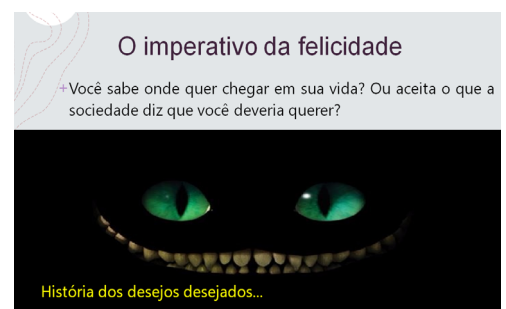 O imperativo da felicidade
+Você sabe onde quer chegar em sua vida? Ou aceita o que a
sociedade diz que você deveria querer?
História dos desejos desejados...